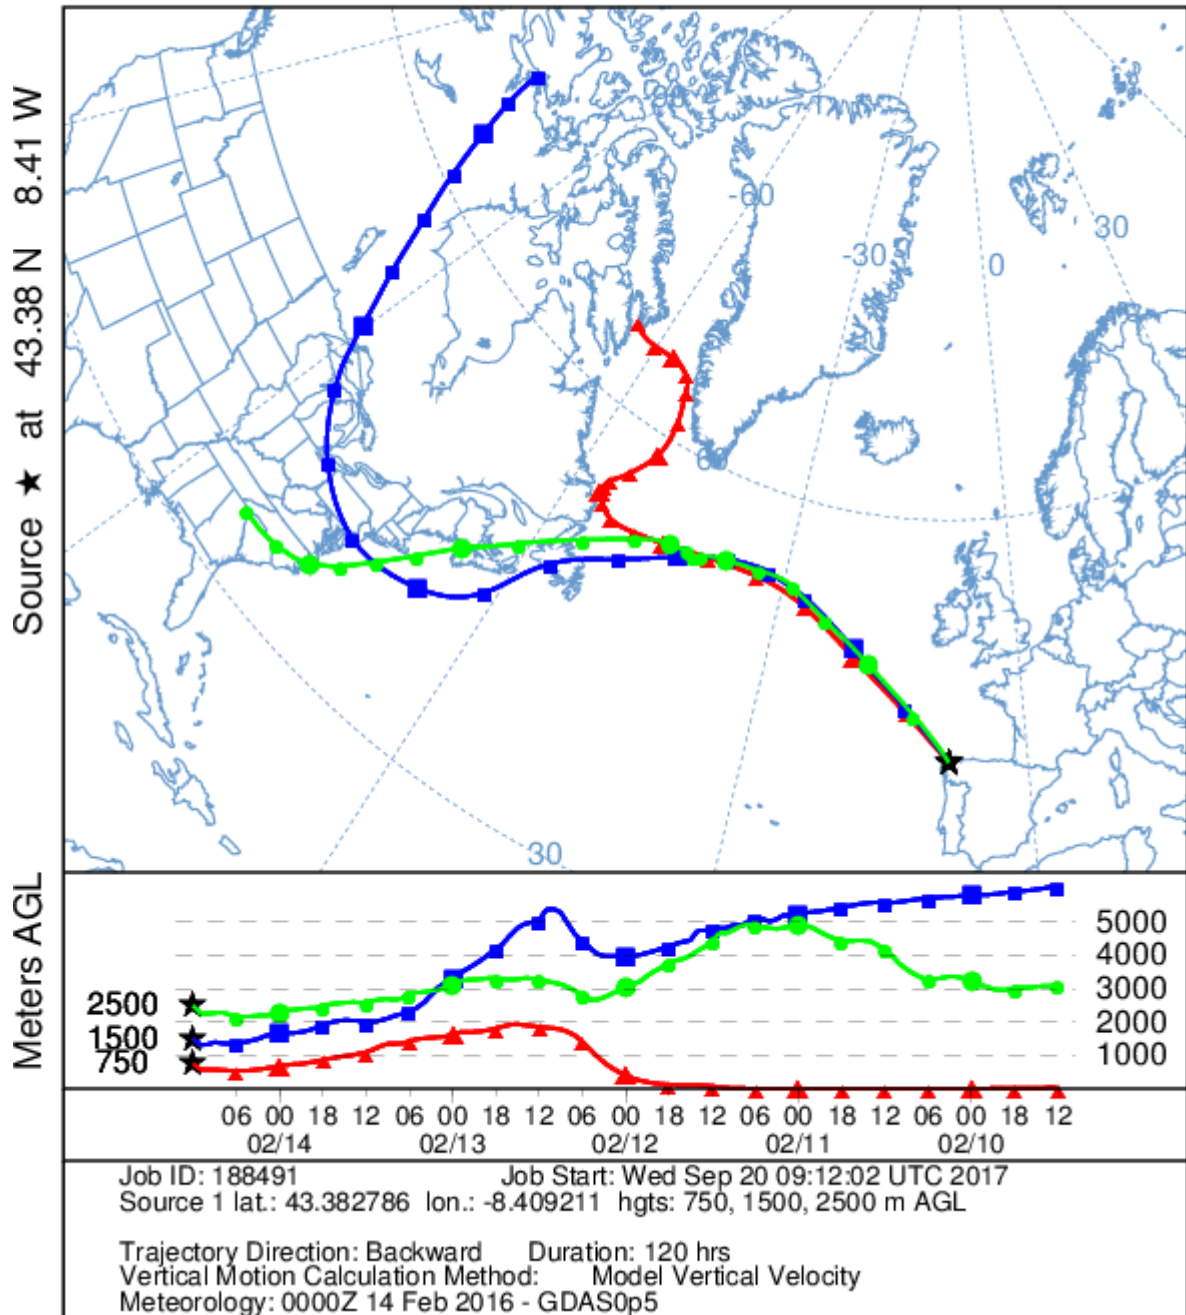 Source ★ at 43.38 N 8.41 W
-60
-30
0
30
60
30
Meters AGL
2500
1500
750
5000
4000
3000
2000
1000
06 00 18 12 06 00 18 12 06 00 18 12 06 00 18 12 06 00 18 12
02/14 02/13 02/12 02/11 02/10
Job ID: 188491 Job Start: Wed Sep 20 09:12:02 UTC 2017
Source 1 lat.: 43.382786 lon.: -8.409211 hgts: 750, 1500, 2500 m AGL
Trajectory Direction: Backward Duration: 120 hrs
Vertical Motion Calculation Method: Model Vertical Velocity
Meteorology: 0000Z 14 Feb 2016 - GDAS0p5